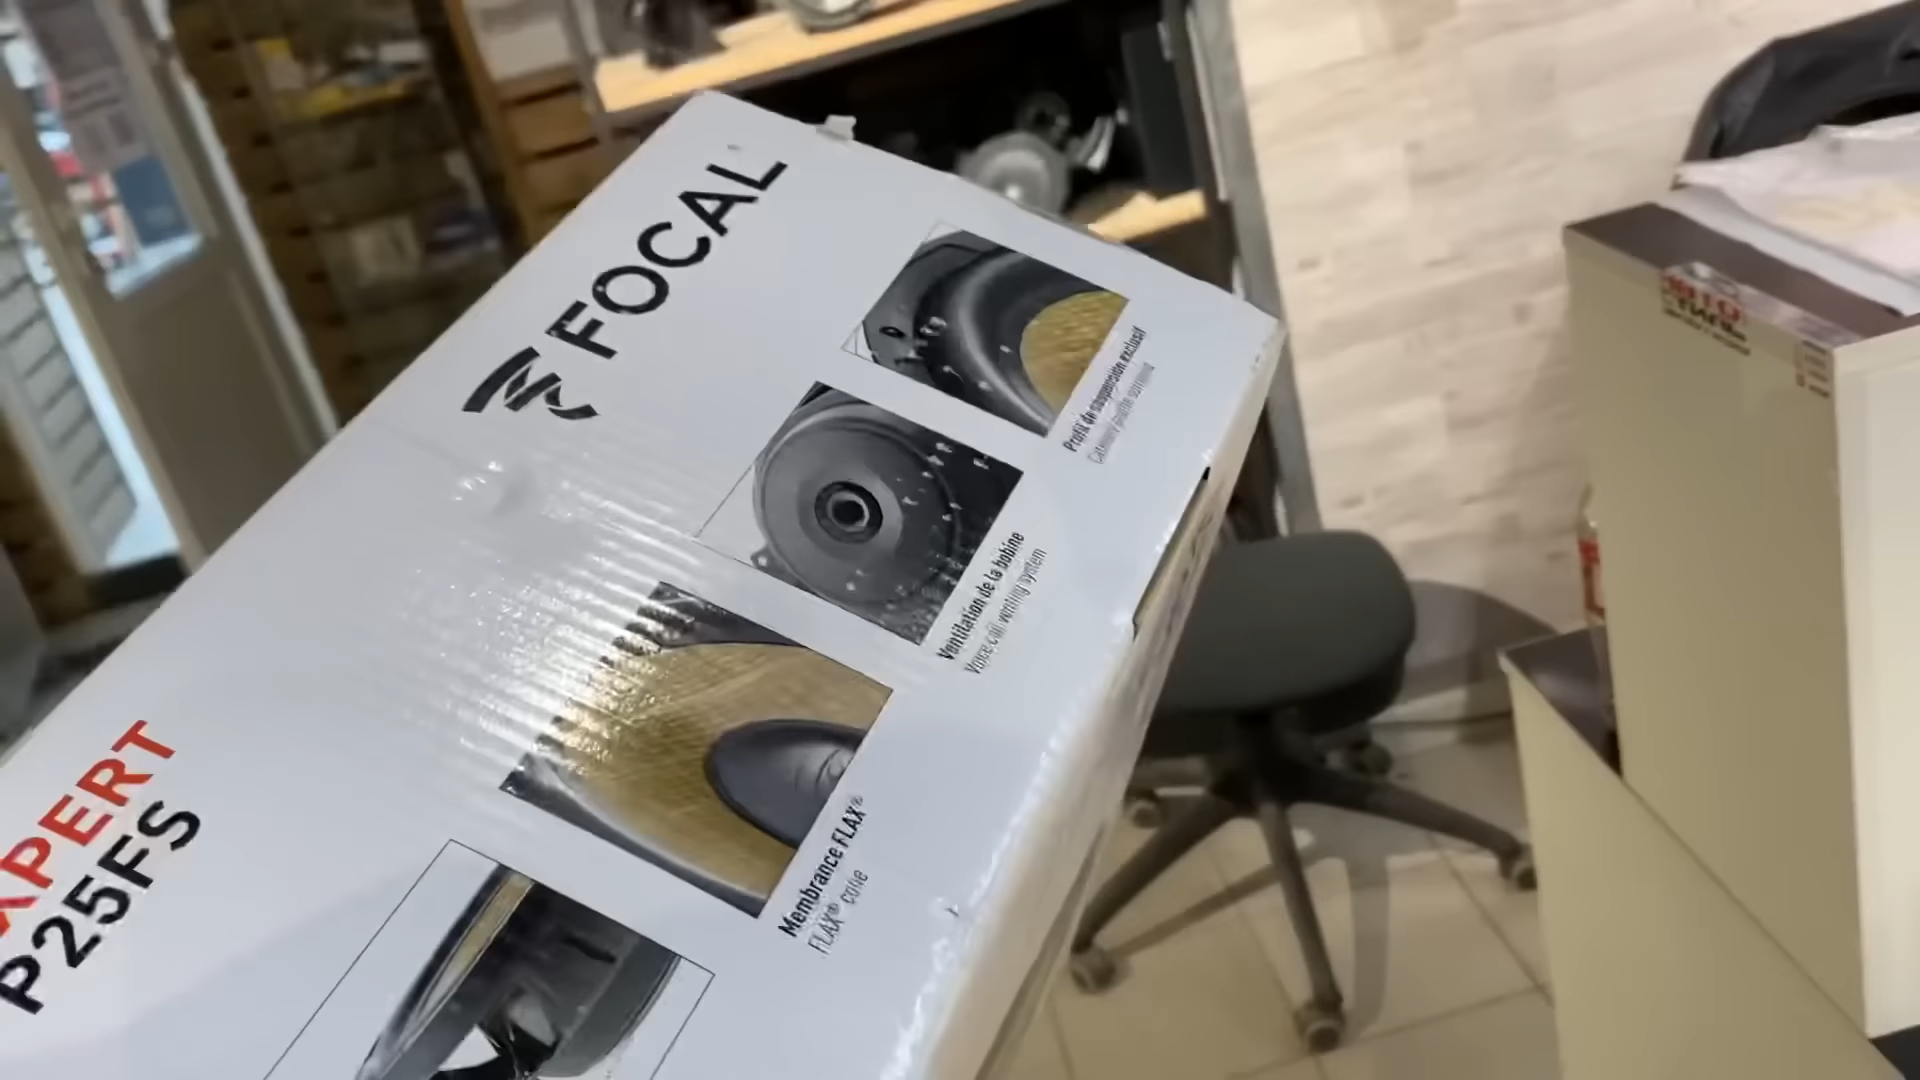 FOCAL
Profil de suspension exclusif
Ventilation de la bobine
Voice coil venting system
Membrance FLAX®
FLAX® cone
XPERT
P25FS